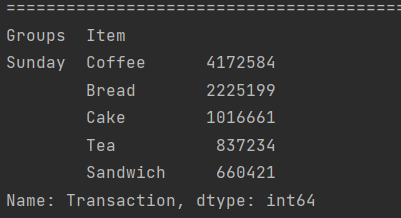 ========================================
Groups  Item
Sunday  Coffee      4172584
        Bread       2225199
        Cake        1016661
        Tea          837234
        Sandwich     660421
Name: Transaction, dtype: int64